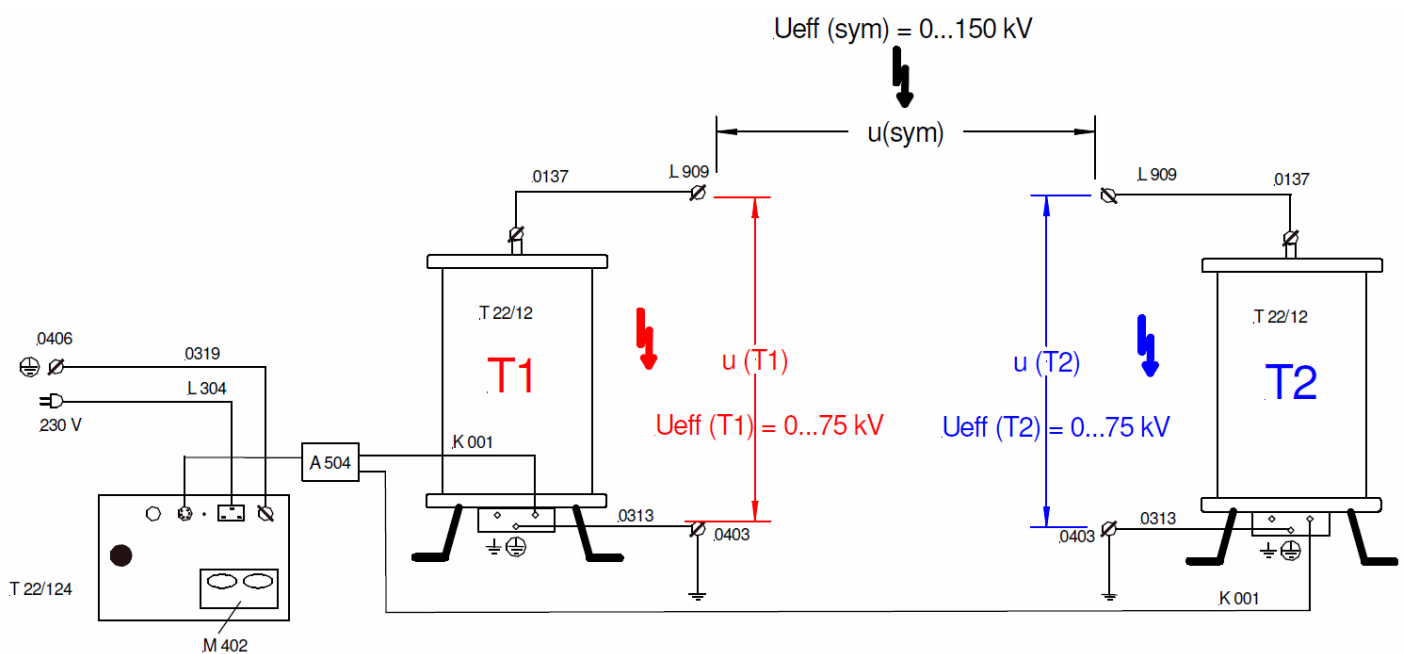 Ueff (sym) = 0...150 kV
u(sym)
.0137
.L 909
.L 909
.0137
.T 22/12
T1
u (T1)
Ueff (T1) = 0...75 kV
u (T2)
Ueff (T2) = 0...75 kV
.T 22/12
T2
.0406
.0319
.L 304
230 V
.K 001
A 504
.0313
.0403
.0403
.0313
.T 22/124
.M 402
.K 001